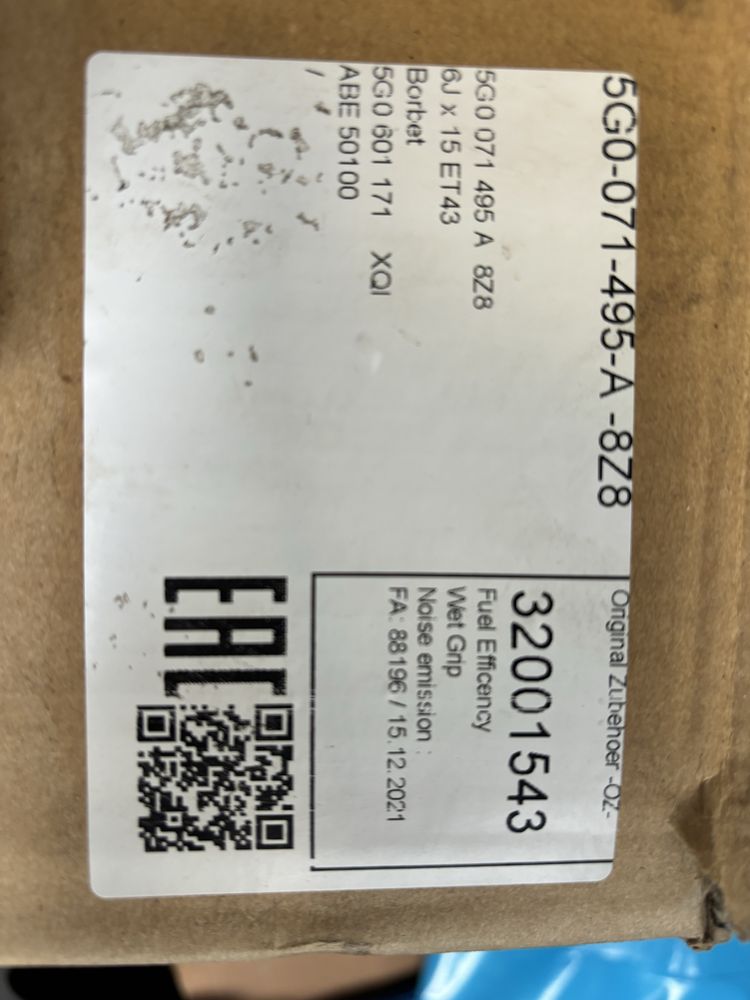 5G0-071-495-A -8Z8
Original Zubehoer -OZ-
5G0 071 495 A 8Z8
6J x 15 ET43
Borbet
5G0 601 171 XQI
ABE 50100
/
32001543
Fuel Efficency
Wet Grip
Noise emission :
FA: 88196 / 15.12.2021
EAC